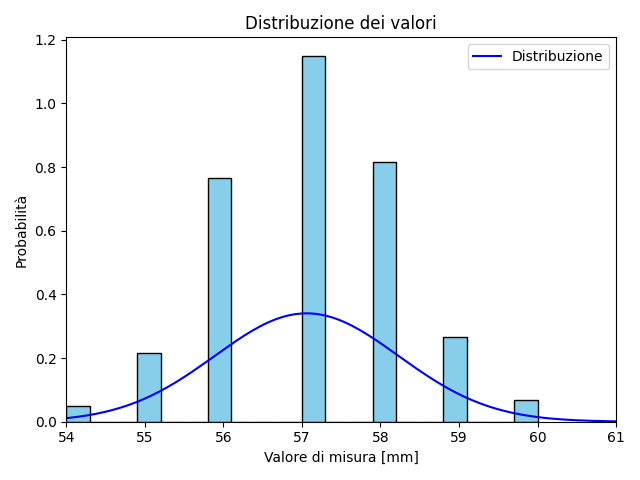 Distribuzione dei valori
Distribuzione
Probabilità
1.2
1.0
0.8
0.6
0.4
0.2
0.0
54 55 56 57 58 59 60 61
Valore di misura [mm]